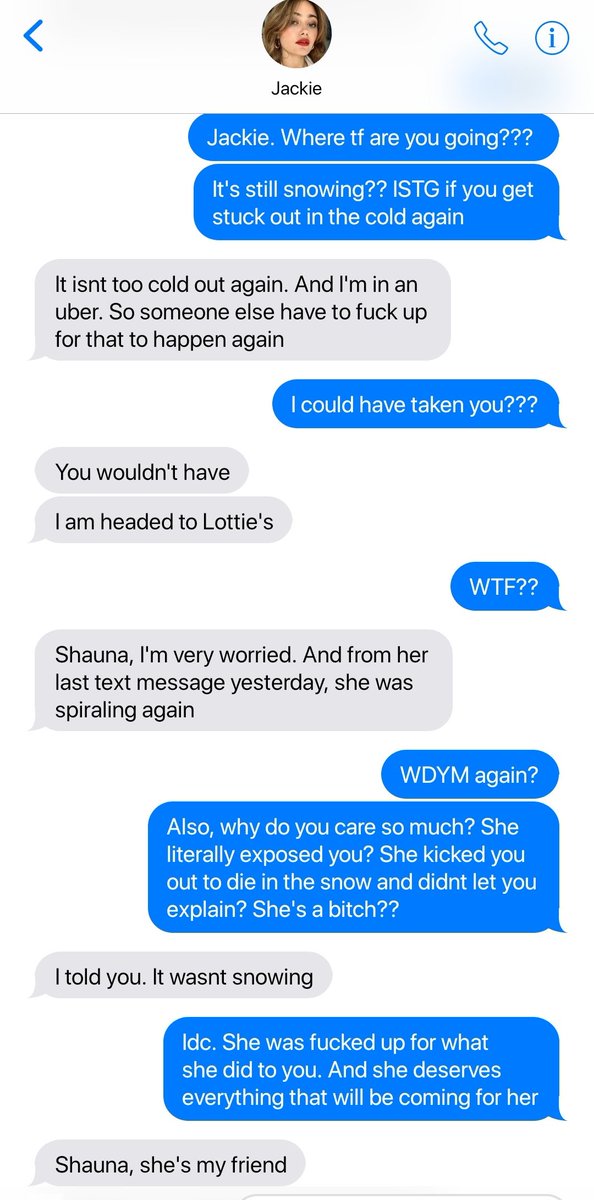 Jackie
Jackie. Where tf are you going???
It's still snowing?? ISTG if you get
stuck out in the cold again
It isnt too cold out again. And I'm in an
uber. So someone else have to fuck up
for that to happen again
I could have taken you???
You wouldn't have
I am headed to Lottie's
WTF??
Shauna, I'm very worried. And from her
last text message yesterday, she was
spiraling again
WDYM again?
Also, why do you care so much? She
literally exposed you? She kicked you
out to die in the snow and didnt let you
explain? She's a bitch??
I told you. It wasnt snowing
Idc. She was fucked up for what
she did to you. And she deserves
everything that will be coming for her
Shauna, she's my friend